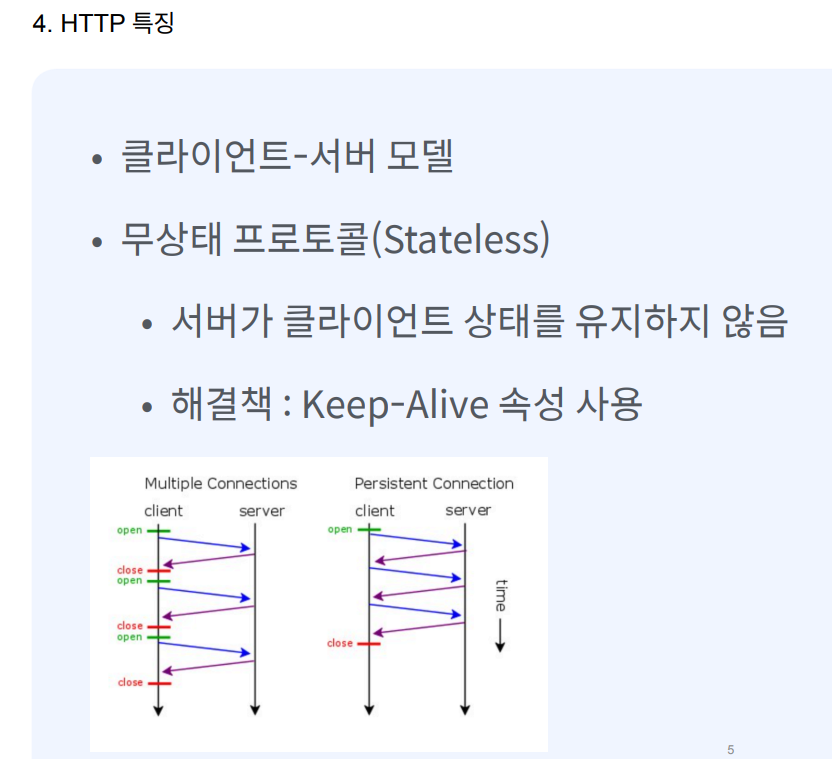 4. HTTP 특징
• 클라이언트-서버 모델
• 무상태 프로토콜(Stateless)
• 서버가 클라이언트 상태를 유지하지 않음
• 해결책 : Keep-Alive 속성 사용
Multiple Connections
client server
open
close
open
close
open
close
Persistent Connection
client server
open
close
time
5